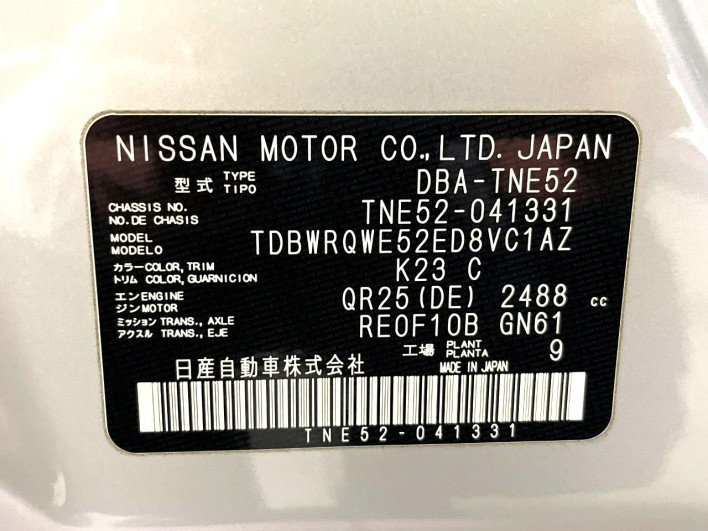 NISSAN MOTOR CO.,LTD. JAPAN
型式 TYPE TIPO DBA-TNE52
CHASSIS NO. NO.DE CHASIS TNE52-041331
MODEL MODELO TDBWRQWE52ED8VC1AZ
カラー COLOR, TRIM トリム COLOR, GUARNICION K23 C
エンジン ENGINE MOTOR QR25(DE) 2488 cc
ミッション TRANS., AXLE アクスル TRANS., EJE RE0F10B GN61
工場 PLANT PLANTA 9
日産自動車株式会社 MADE IN JAPAN
TNE52-041331